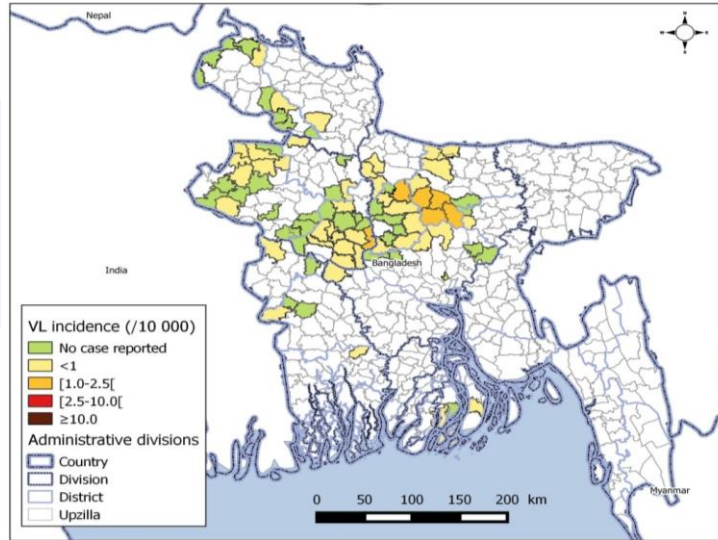 Nepal
N
W
E
S
India
Bangladesh
VL incidence (/10 000)
No case reported
<1
[1.0-2.5[
[2.5-10.0[
≥10.0
Administrative divisions
Country
Division
District
Upzilla
0 50 100 150 200 km
Myanmar